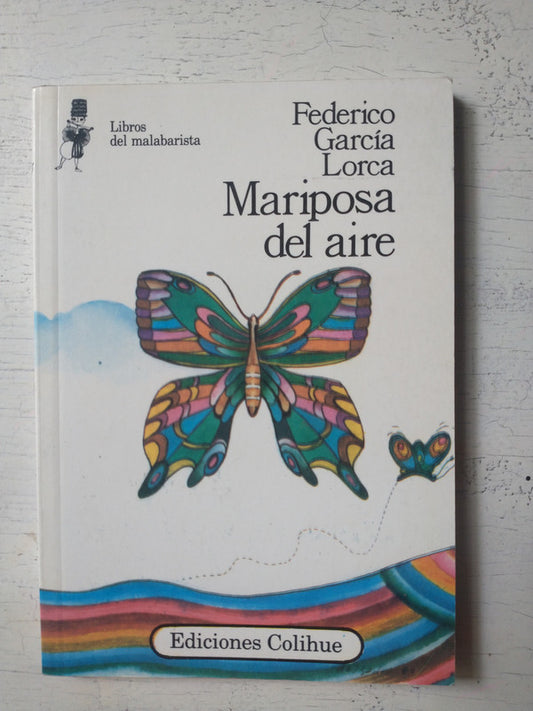 Libros
del malabarista
Federico
García
Lorca
Mariposa
del aire
Ediciones Colihue